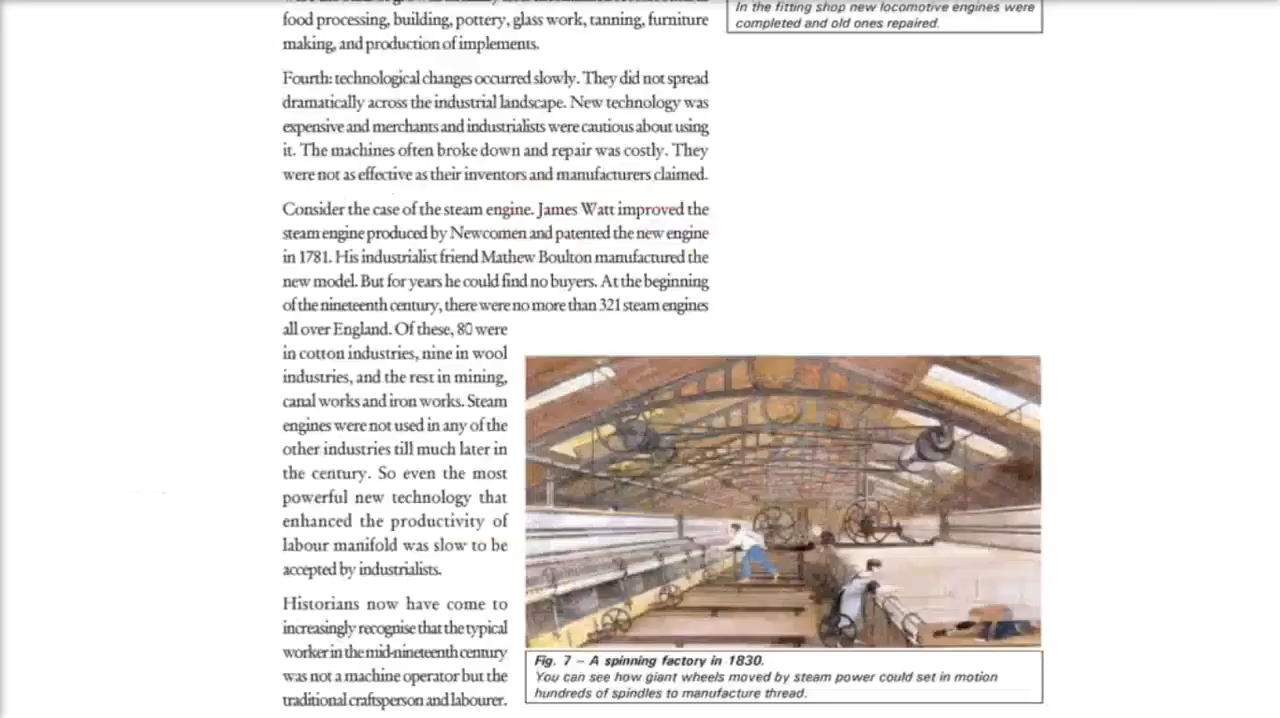 food processing, building, pottery, glass work, tanning, furniture
making, and production of implements.
In the fitting shop new locomotive engines were
completed and old ones repaired.
Fourth: technological changes occurred slowly. They did not spread
dramatically across the industrial landscape. New technology was
expensive and merchants and industrialists were cautious about using
it. The machines often broke down and repair was costly. They
were not as effective as their inventors and manufacturers claimed.
Consider the case of the steam engine. James Watt improved the
steam engine produced by Newcomen and patented the new engine
in 1781. His industrialist friend Mathew Boulton manufactured the
new model. But for years he could find no buyers. At the beginning
of the nineteenth century, there were no more than 321 steam engines
all over England. Of these, 80 were
in cotton industries, nine in wool
industries, and the rest in mining,
canal works and iron works. Steam
engines were not used in any of the
other industries till much later in
the century. So even the most
powerful new technology that
enhanced the productivity of
labour manifold was slow to be
accepted by industrialists.
Historians now have come to
increasingly recognise that the typical
worker in the mid-nineteenth century
was not a machine operator but the
traditional craftsperson and labourer.
Fig. 7 – A spinning factory in 1830.
You can see how giant wheels moved by steam power could set in motion
hundreds of spindles to manufacture thread.